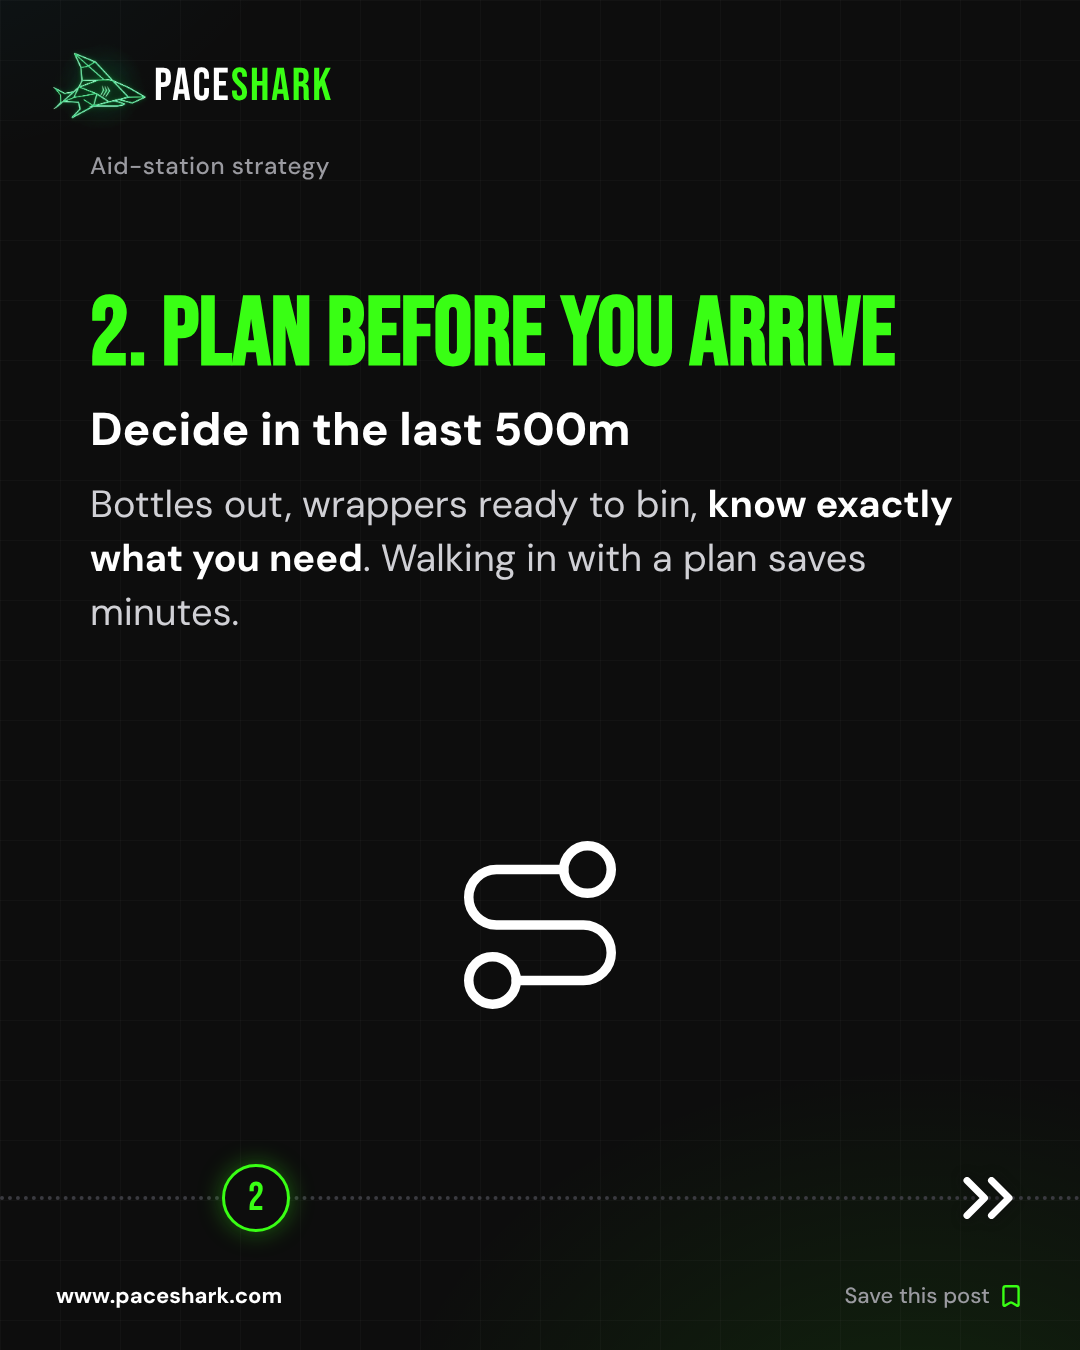 PACESHARK
Aid-station strategy
2. PLAN BEFORE YOU ARRIVE
Decide in the last 500m
Bottles out, wrappers ready to bin, know exactly
what you need. Walking in with a plan saves
minutes.
2
www.paceshark.com
Save this post